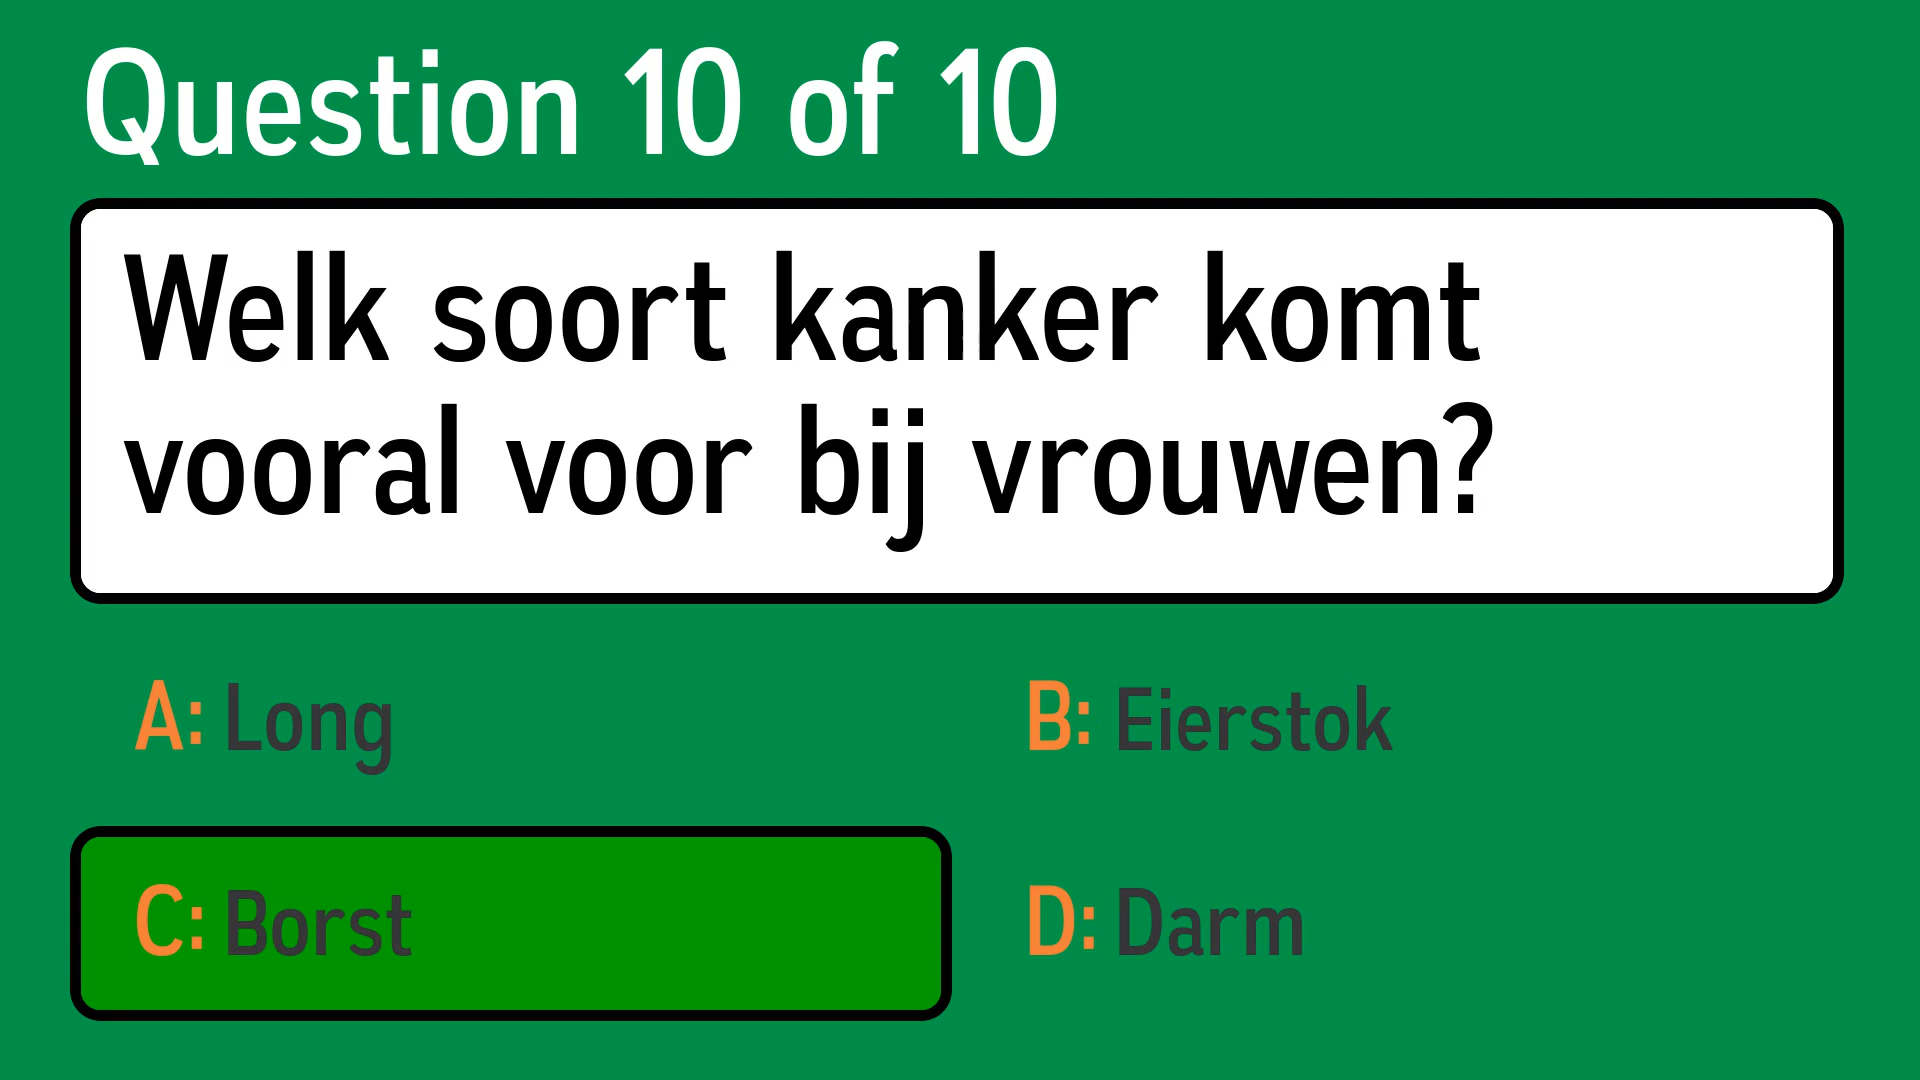 Question 10 of 10
Welk soort kanker komt
vooral voor bij vrouwen?
A: Long
B: Eierstok
C: Borst
D: Darm